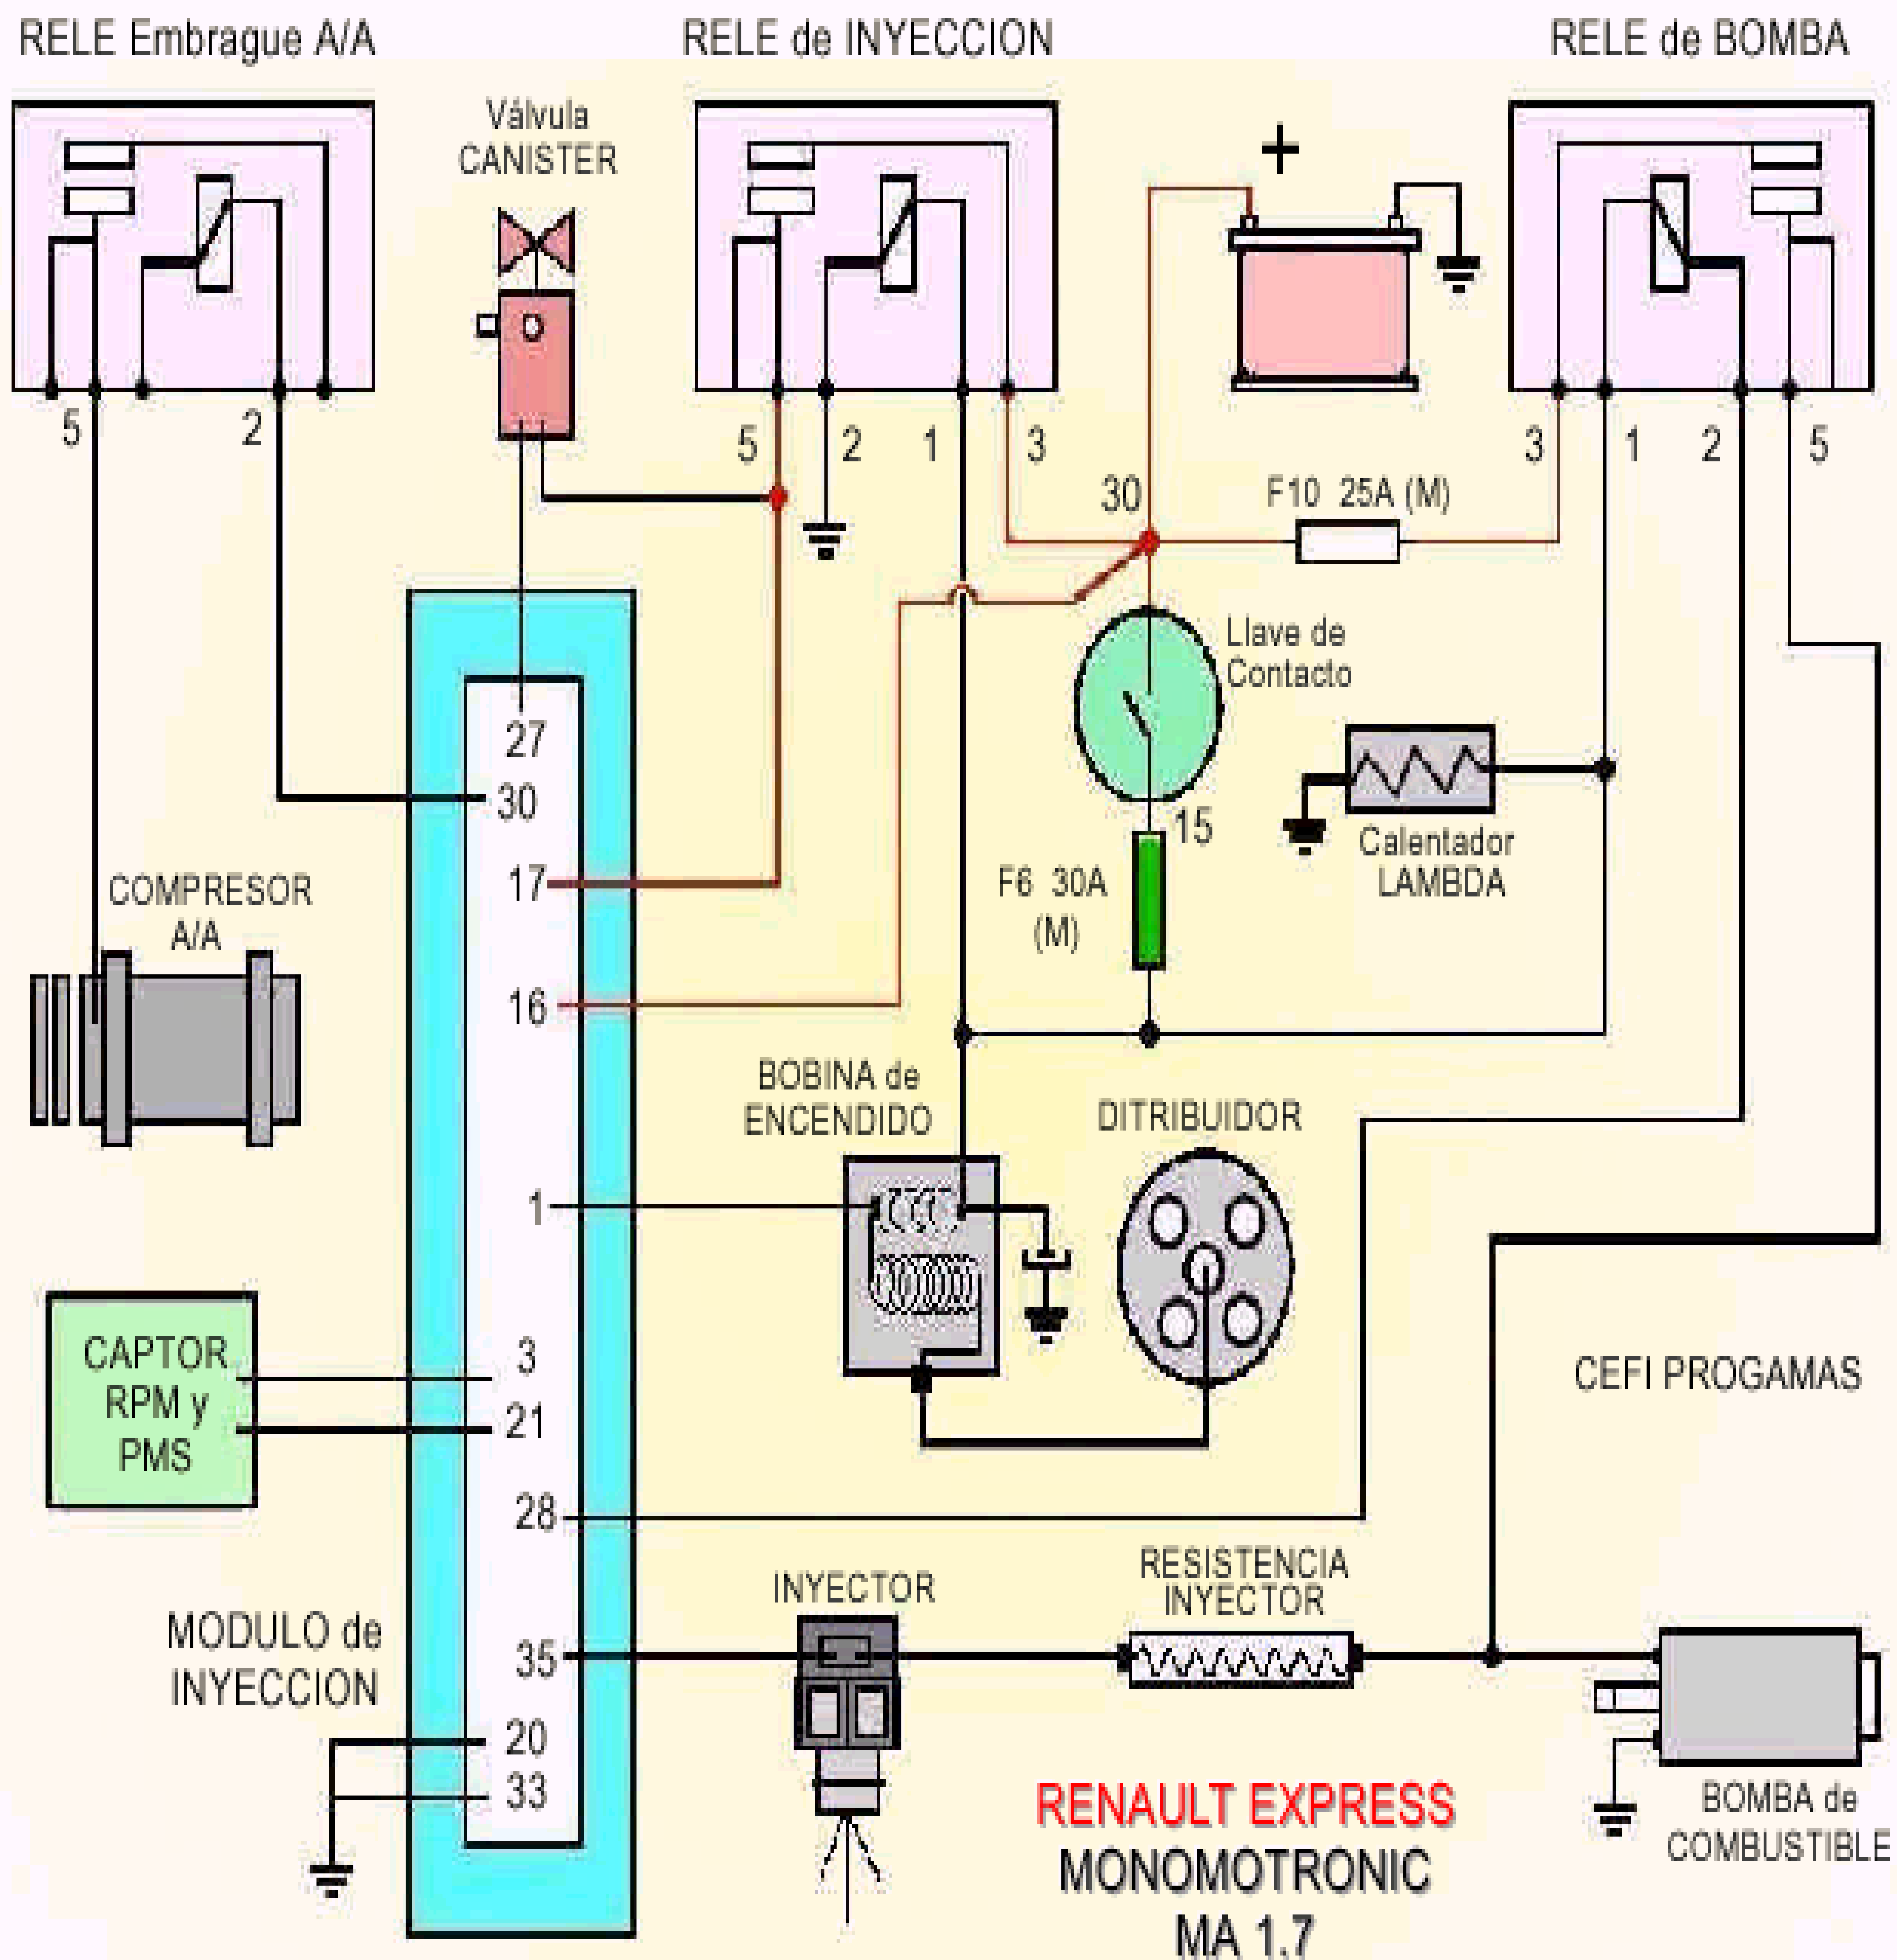 RELE Embrague A/A
RELE de INYECCION
RELE de BOMBA
Válvula
CANISTER
+
5
2
5
2
1
3
3
1
2
5
30
F10 25A (M)
Llave de
Contacto
27
30
15
Calentador
LAMBDA
17
F6 30A
(M)
COMPRESOR
A/A
16
BOBINA de
ENCENDIDO
DITRIBUIDOR
1
CAPTOR
RPM y
PMS
3
21
CEFI PROGAMAS
28
INYECTOR
RESISTENCIA
INYECTOR
MODULO de
INYECCION
35
20
33
RENAULT EXPRESS
MONOMOTRONIC
MA 1.7
BOMBA de
COMBUSTIBLE